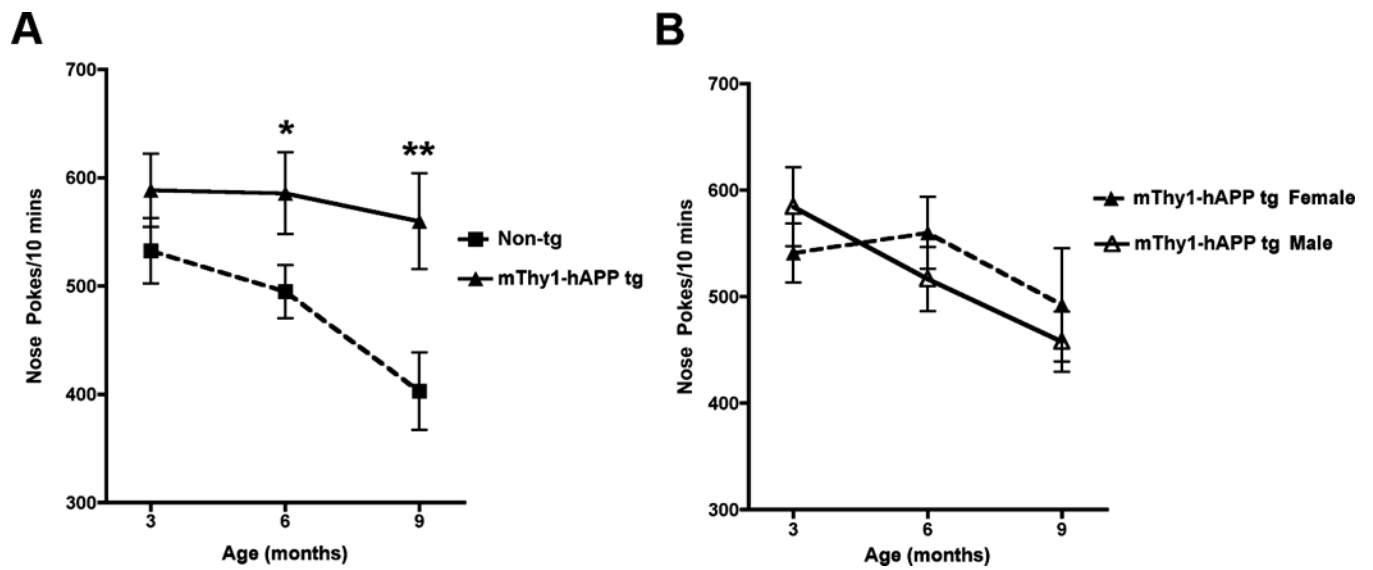 A
700
600
500
400
300
Nose Pokes/10 mins
*
**
3
6
9
Age (months)
Non-tg
mThy1-hAPP tg
B
700
600
500
400
300
Nose Pokes/10 mins
3
6
9
Age (months)
mThy1-hAPP tg Female
mThy1-hAPP tg Male